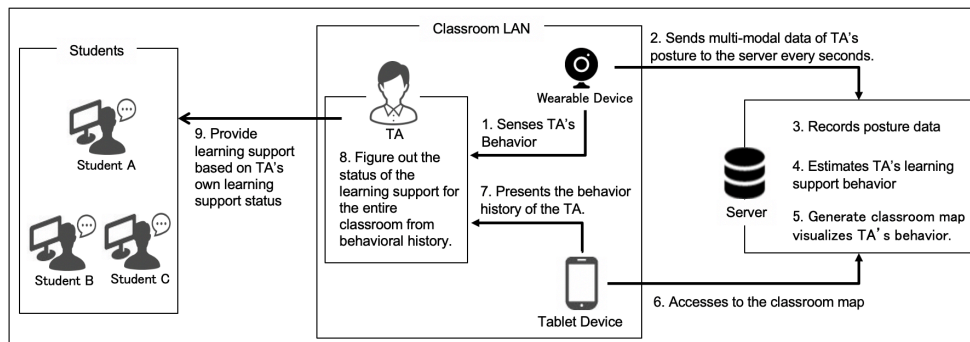 Students
Student A
Student B
Student C
9. Provide
learning support
based on TA's
own learning
support status
Classroom LAN
TA
8. Figure out the
status of the
learning support for
the entire
classroom from
behavioral history.
Wearable Device
1. Senses TA's
Behavior
7. Presents the behavior
history of the TA.
Tablet Device
2. Sends multi-modal data of TA's
posture to the server every seconds.
Server
3. Records posture data
4. Estimates TA's learning
support behavior
5. Generate classroom map
visualizes TA's behavior.
6. Accesses to the classroom map